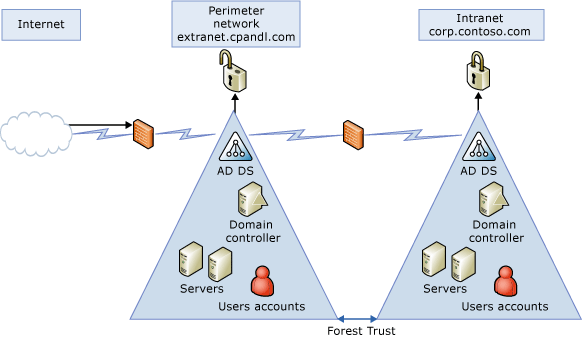 Internet
Perimeter
network
extranet.cpandl.com
Intranet
corp.contoso.com
AD DS
Domain
controller
Servers
Users accounts
AD DS
Domain
controller
Servers
Users accounts
Forest Trust